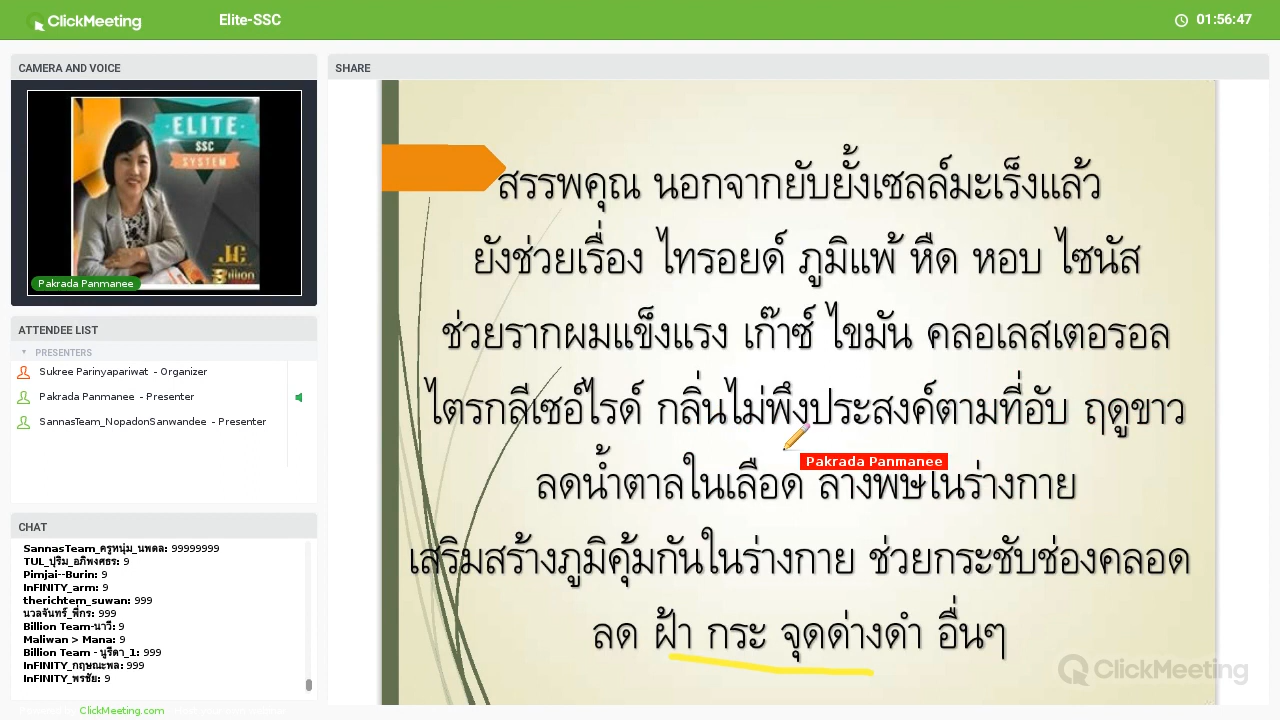 ClickMeeting
Elite-SSC
01:56:47
CAMERA AND VOICE
ELITE
SSC
SYSTEM
Billion
Pakrada Panmanee
ATTENDEE LIST
PRESENTERS
Sukree Parinyapariwat - Organizer
Pakrada Panmanee - Presenter
SannasTeam_NopadonSanwandee - Presenter
CHAT
SannasTeam_ครูหนุ่ม_นพดล: 99999999
TUL_ปุริม_อภิพงศธร: 9
Pimjai--Burin: 9
InFINITY_arm: 9
therichtem_suwan: 999
นวลจันทร์_พี่กร: 999
Billion Team-นาวี: 9
Maliwan > Mana: 9
Billion Team - นูรีดา_1: 999
InFINITY_กฤษณะพล: 999
InFINITY_พรชัย: 9
ClickMeeting.com
SHARE
สรรพคุณ นอกจากยับยั้งเซลล์มะเร็งแล้ว
ยังช่วยเรื่อง ไทรอยด์ ภูมิแพ้ หืด หอบ ไซนัส
ช่วยรากผมแข็งแรง เก๊าซ์ ไขมัน คลอเลสเตอรอล
ไตรกลีเซอ์ไรด์ กลิ่นไม่พึงประสงค์ตามที่อับ ฤดูขาว
Pakrada Panmanee
ลดน้ำตาลในเลือด ล้างพิษในร่างกาย
เสริมสร้างภูมิคุ้มกันในร่างกาย ช่วยกระชับช่องคลอด
ลด ฝ้า กระ จุดด่างดำ อื่นๆ
ClickMeeting